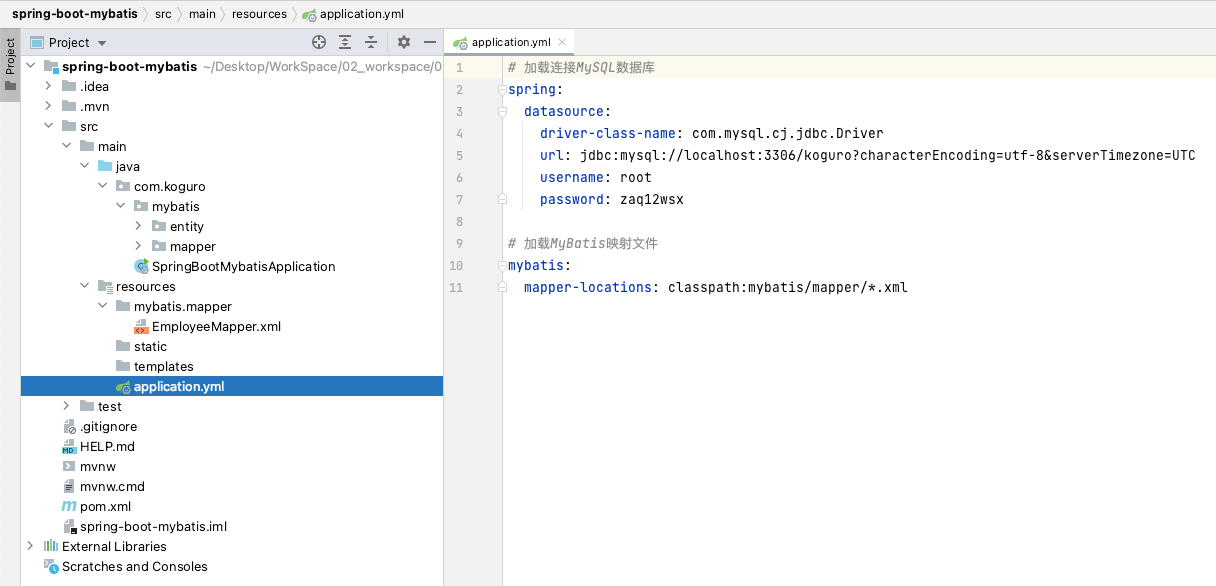 spring-boot-mybatis src main resources application.yml
Project
Project
application.yml
spring-boot-mybatis ~/Desktop/WorkSpace/02_workspace/0
.idea
.mvn
src
main
java
com.koguro
mybatis
entity
mapper
SpringBootMybatisApplication
resources
mybatis.mapper
EmployeeMapper.xml
static
templates
application.yml
test
.gitignore
HELP.md
mvnw
mvnw.cmd
pom.xml
spring-boot-mybatis.iml
External Libraries
Scratches and Consoles
1 # 加载连接MySQL数据库
2 spring:
3 datasource:
4 driver-class-name: com.mysql.cj.jdbc.Driver
5 url: jdbc:mysql://localhost:3306/koguro?characterEncoding=utf-8&serverTimezone=UTC
6 username: root
7 password: zaq12wsx
8
9 # 加载MyBatis映射文件
10 mybatis:
11 mapper-locations: classpath:mybatis/mapper/*.xml